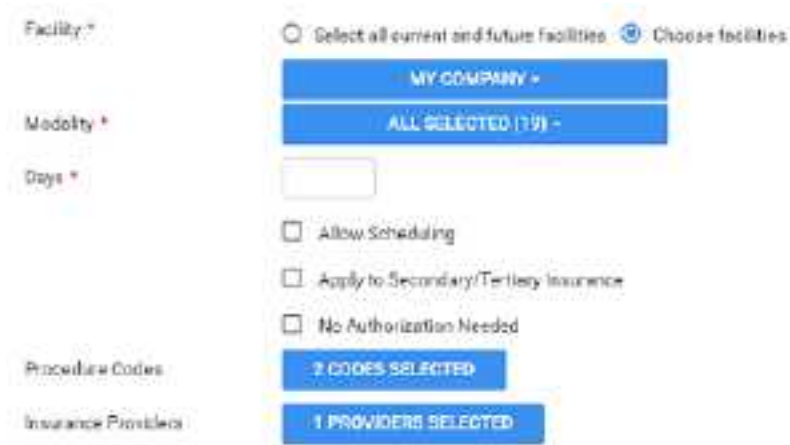 Facility *
Select all current and future facilities Choose facilities
MY COMPANY
Modality *
ALL SELECTED (19)
Days *
Allow Scheduling
Apply to Secondary/Tertiary Insurance
No Authorization Needed
Procedure Codes
2 CODES SELECTED
Insurance Providers
1 PROVIDERS SELECTED